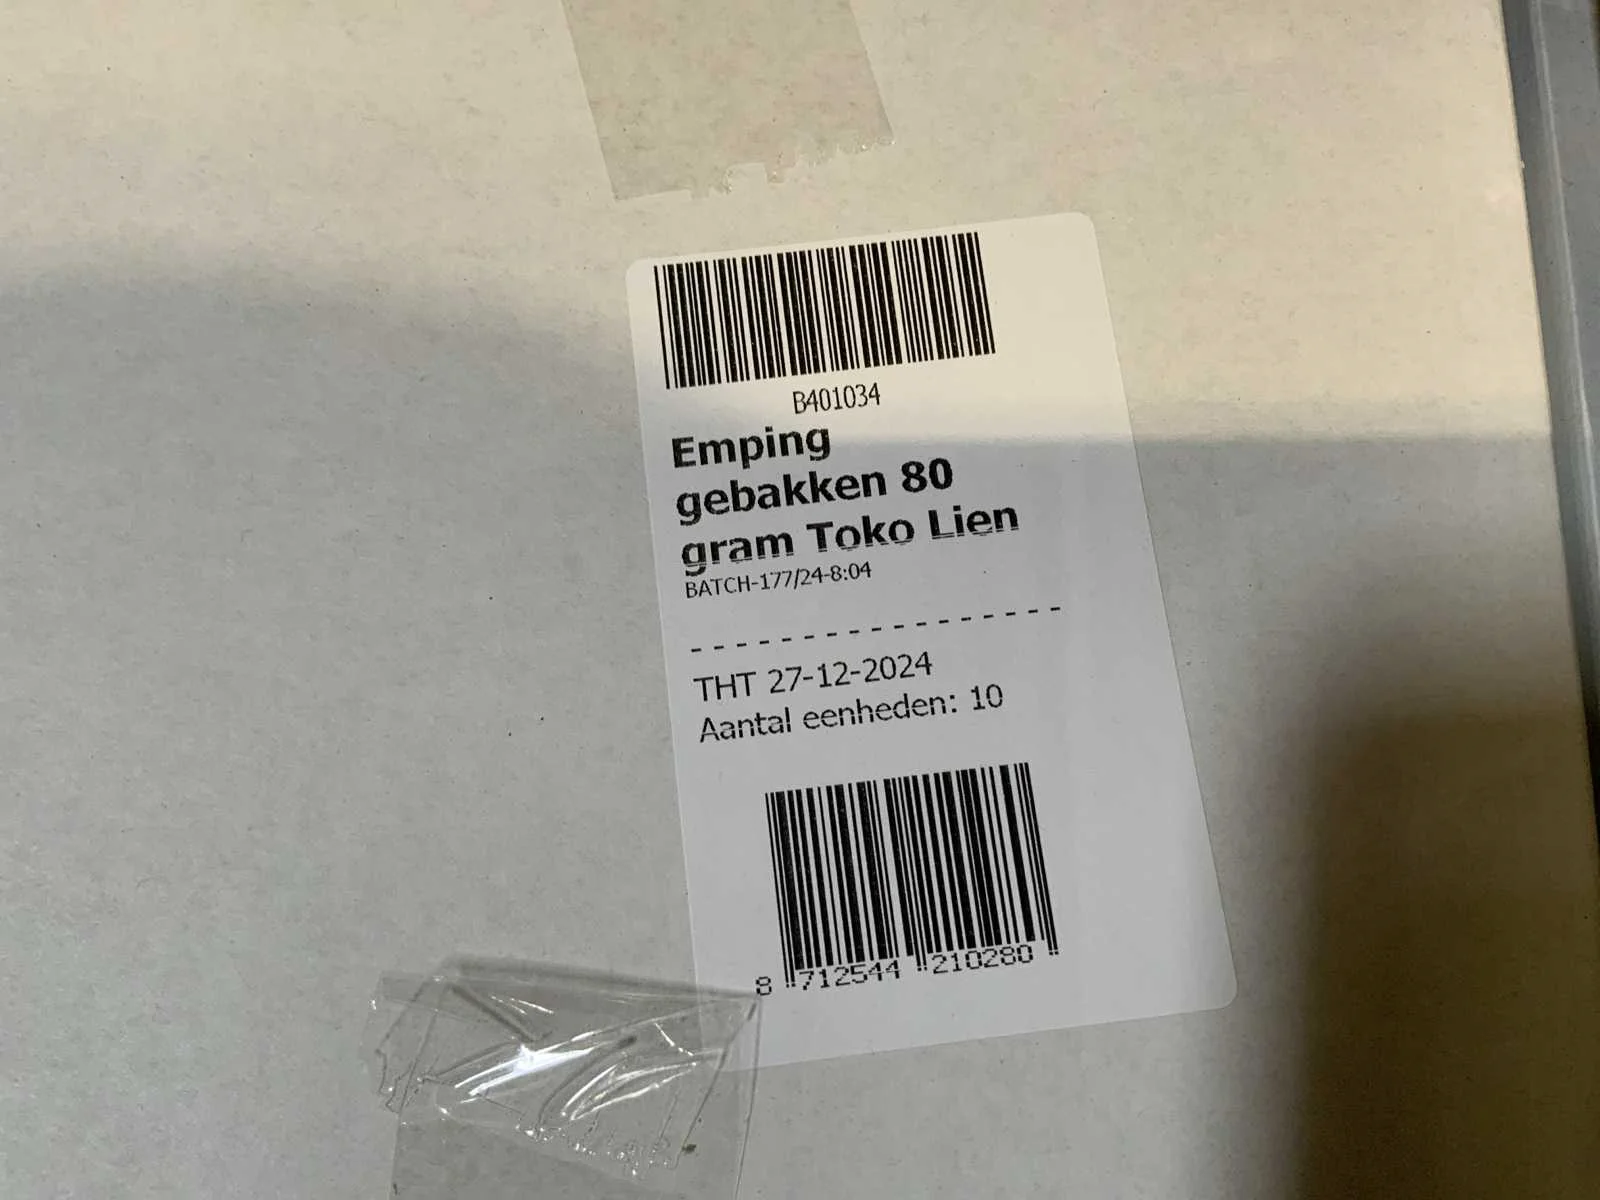 B401034
Emping
gebakken 80
gram Toko Lien
BATCH-177/24-8:04
- - - - - - - - - - - - - - - - -
THT 27-12-2024
Aantal eenheden: 10
8 712544 210280